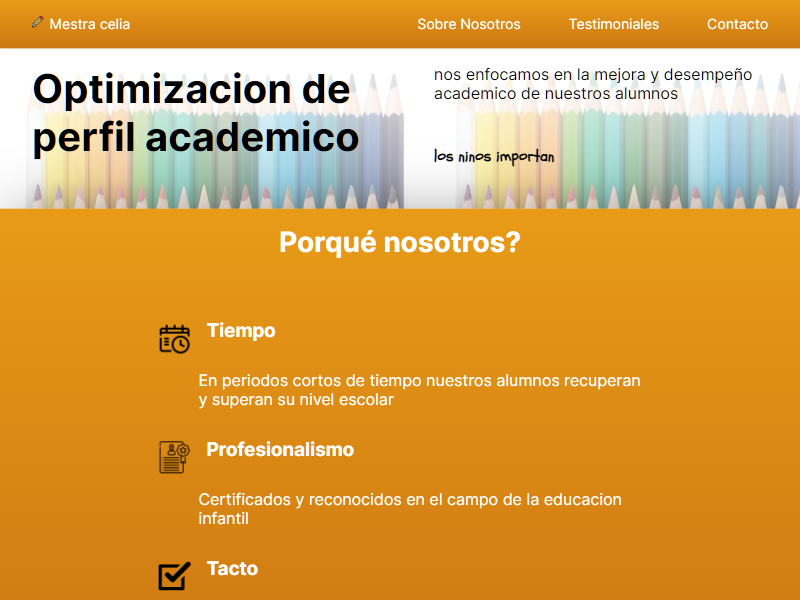 Mestra celia
Sobre Nosotros
Testimoniales
Contacto
Optimizacion de
perfil academico
nos enfocamos en la mejora y desempeño
academico de nuestros alumnos
los ninos importan
Porqué nosotros?
Tiempo
En periodos cortos de tiempo nuestros alumnos recuperan
y superan su nivel escolar
Profesionalismo
Certificados y reconocidos en el campo de la educacion
infantil
Tacto